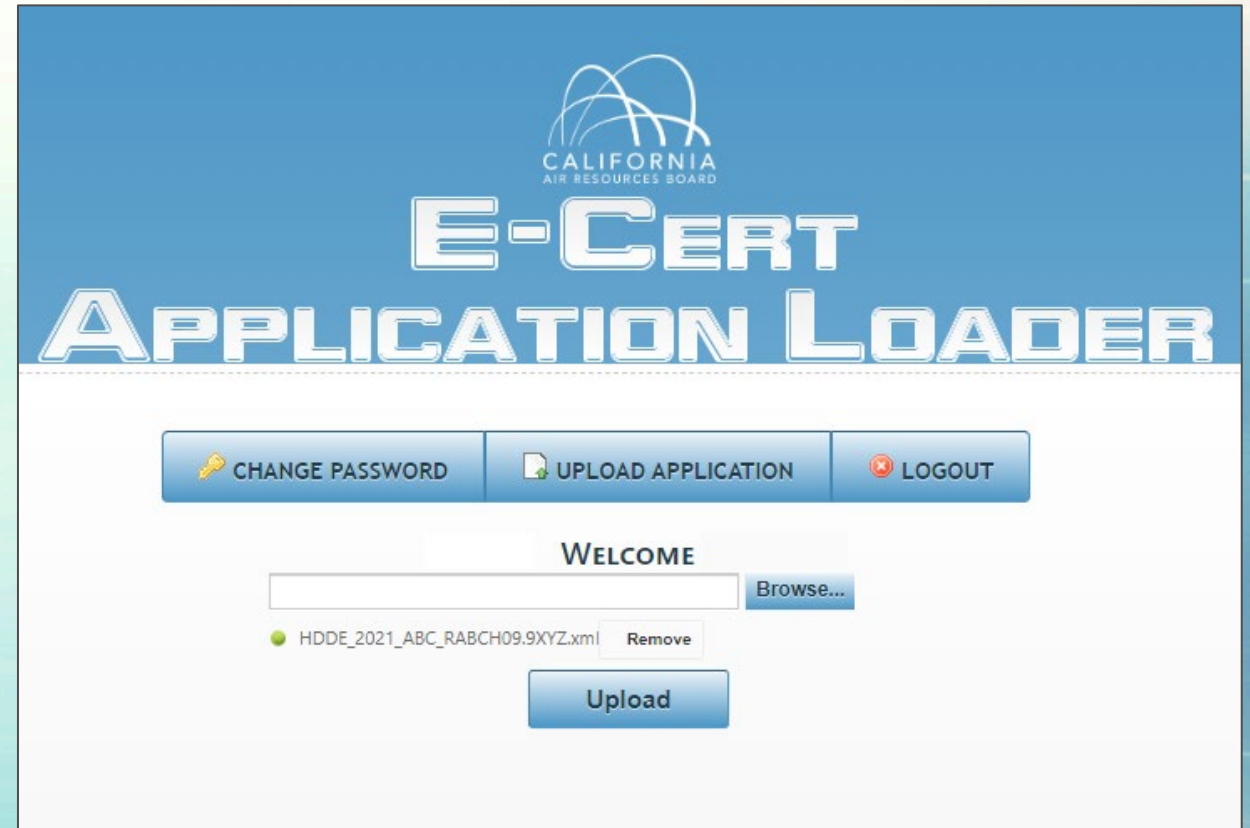 CALIFORNIA
AIR RESOURCES BOARD
E-CERT
APPLICATION LOADER
CHANGE PASSWORD
UPLOAD APPLICATION
LOGOUT
WELCOME
Browse...
HDDE_2021_ABC_RABCH09.9XYZ.xml
Remove
Upload